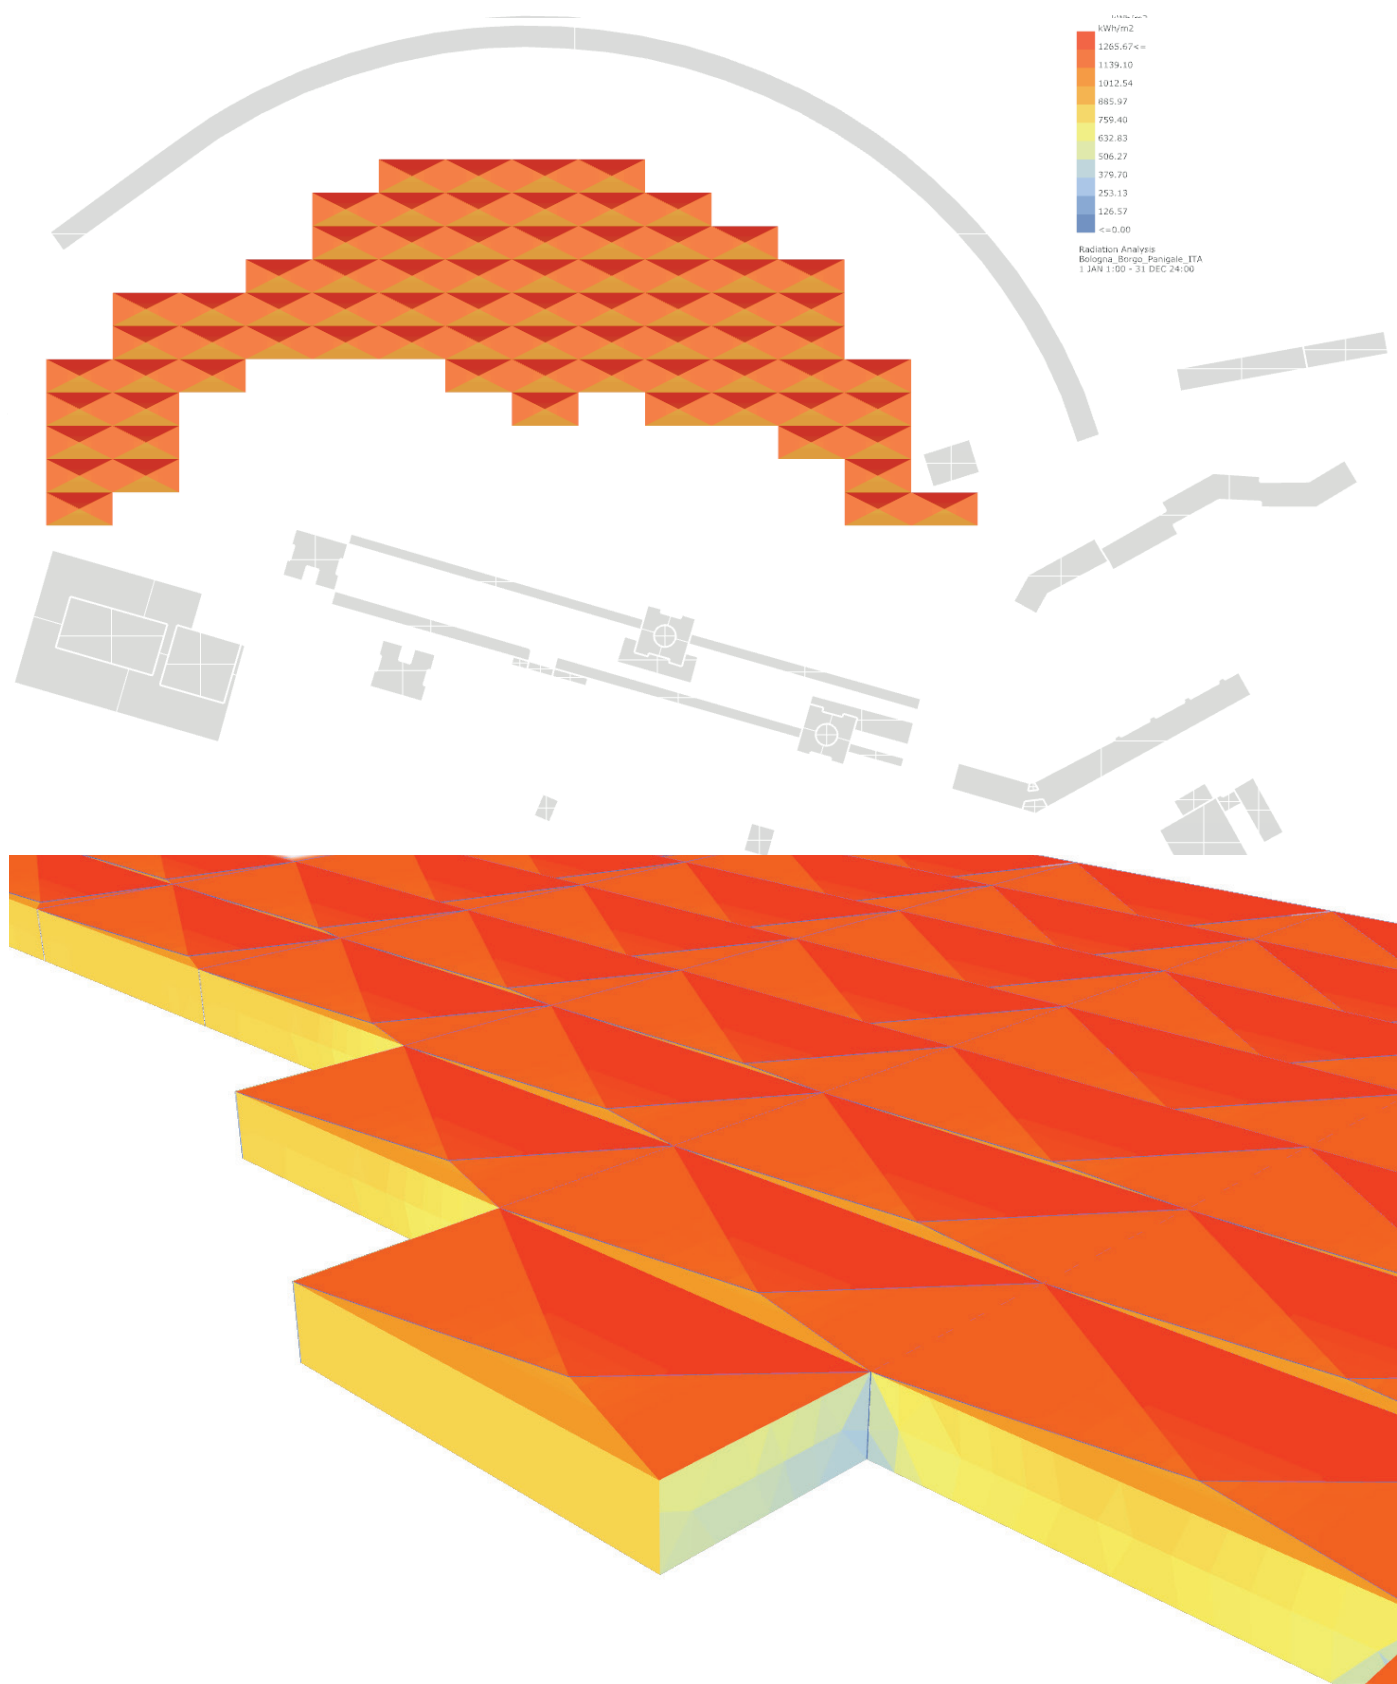 kWh/m2
1265.67<=
1139.10
1012.54
885.97
759.40
632.83
506.27
379.70
253.13
126.57
<=0.00
Radiation Analysis
Bologna_Borgo_Panigale_ITA
1 JAN 1:00 - 31 DEC 24:00